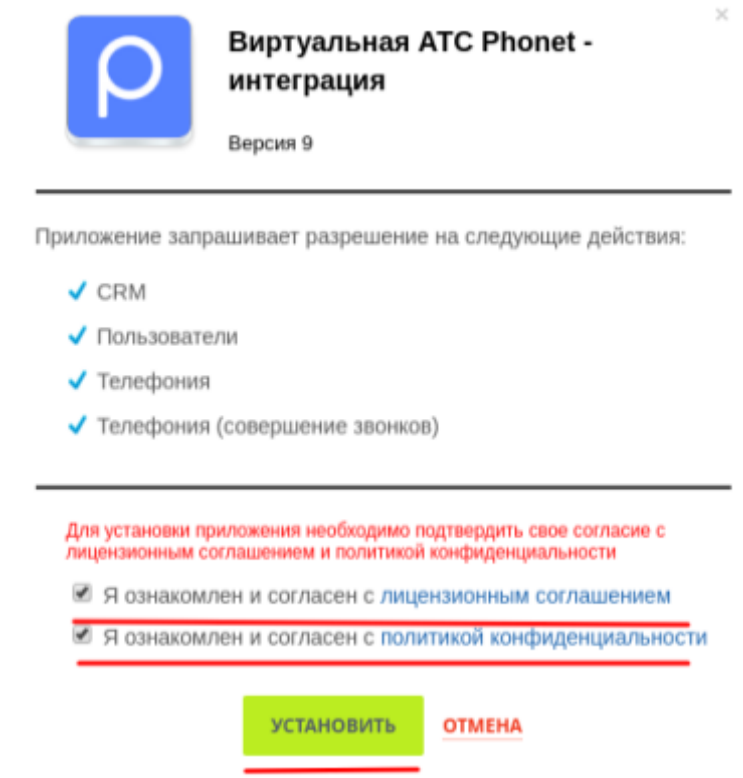 Виртуальная АТС Phonet -
интеграция
Версия 9
Приложение запрашивает разрешение на следующие действия:
CRM
Пользователи
Телефония
Телефония (совершение звонков)
Для установки приложения необходимо подтвердить свое согласие с
лицензионным соглашением и политикой конфиденциальности
Я ознакомлен и согласен с лицензионным соглашением
Я ознакомлен и согласен с политикой конфиденциальности
УСТАНОВИТЬ ОТМЕНА